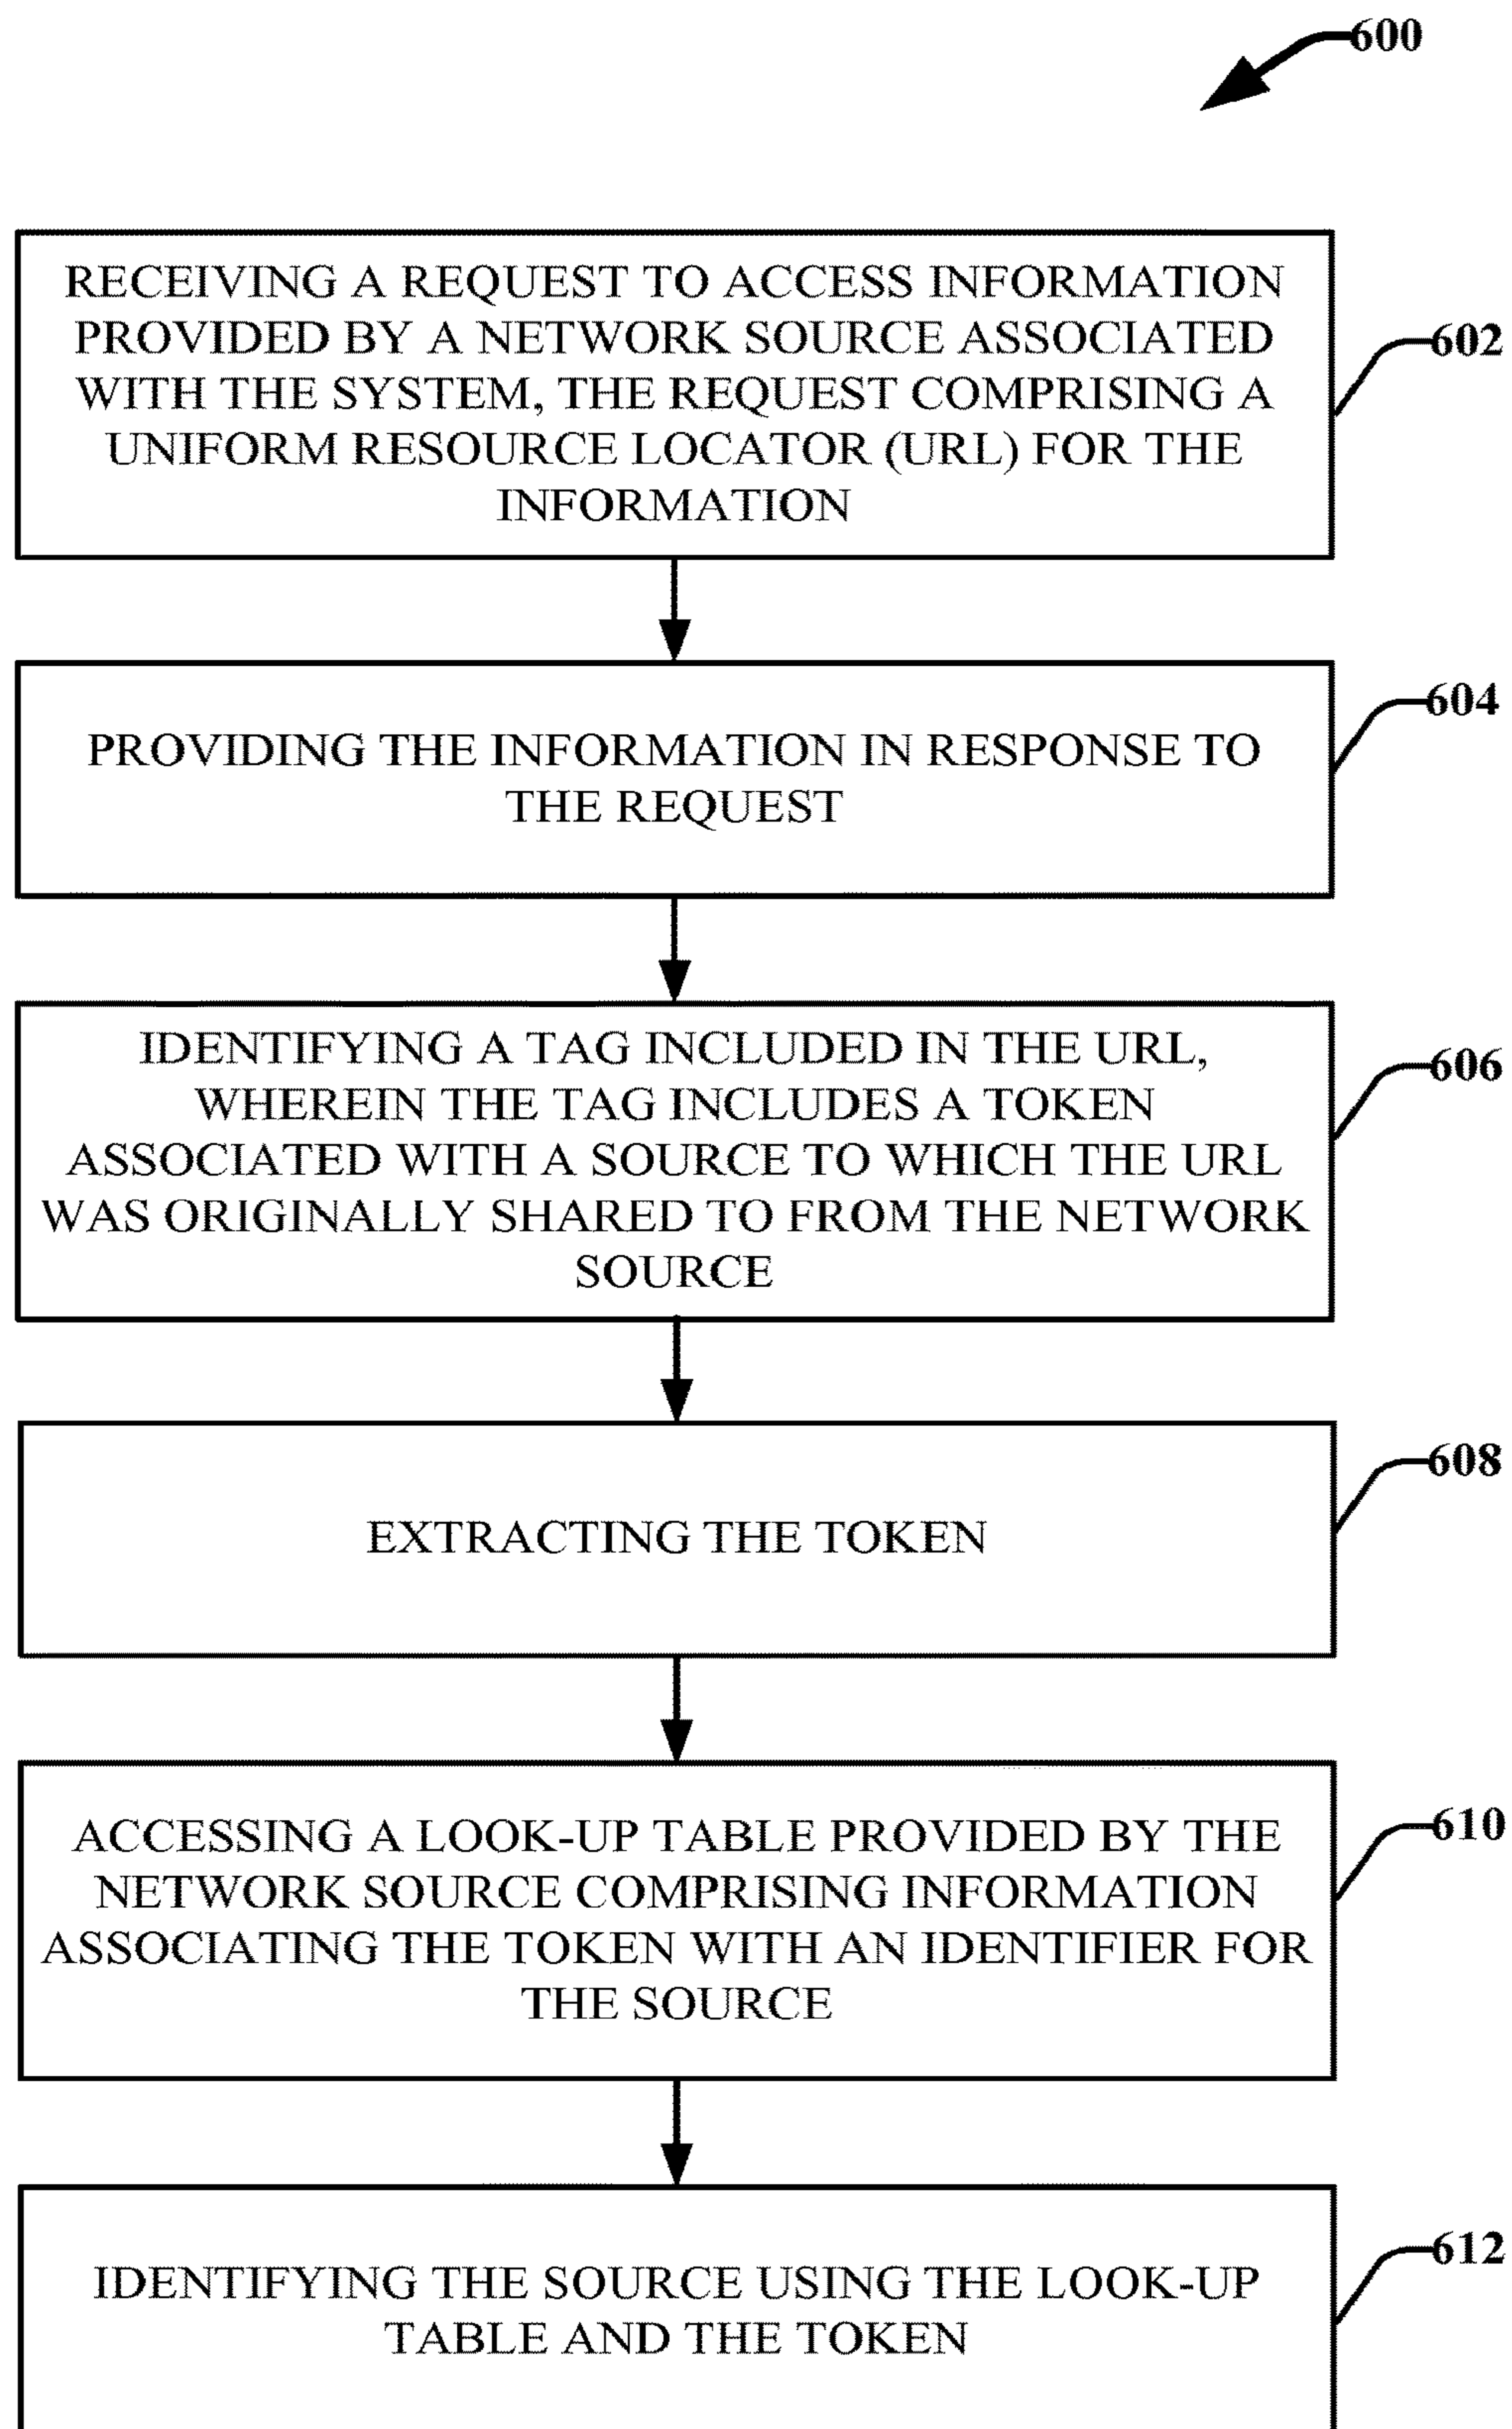 600
RECEIVING A REQUEST TO ACCESS INFORMATION
PROVIDED BY A NETWORK SOURCE ASSOCIATED
WITH THE SYSTEM, THE REQUEST COMPRISING A
UNIFORM RESOURCE LOCATOR (URL) FOR THE
INFORMATION
602
PROVIDING THE INFORMATION IN RESPONSE TO
THE REQUEST
604
IDENTIFYING A TAG INCLUDED IN THE URL,
WHEREIN THE TAG INCLUDES A TOKEN
ASSOCIATED WITH A SOURCE TO WHICH THE URL
WAS ORIGINALLY SHARED TO FROM THE NETWORK
SOURCE
606
EXTRACTING THE TOKEN
608
ACCESSING A LOOK-UP TABLE PROVIDED BY THE
NETWORK SOURCE COMPRISING INFORMATION
ASSOCIATING THE TOKEN WITH AN IDENTIFIER FOR
THE SOURCE
610
IDENTIFYING THE SOURCE USING THE LOOK-UP
TABLE AND THE TOKEN
612